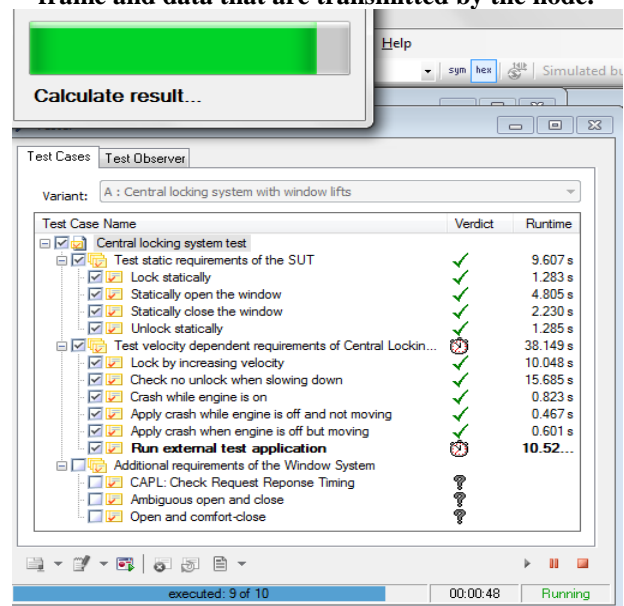 frame and data that are transmitted by the node.
Help
sym hex Simulated bu
Calculate result...
Test Cases Test Observer
Variant: A : Central locking system with window lifts
Test Case Name Verdict Runtime
Central locking system test
Test static requirements of the SUT 9.607 s
Lock statically 1.283 s
Statically open the window 4.805 s
Statically close the window 2.230 s
Unlock statically 1.285 s
Test velocity dependent requirements of Central Lockin... 38.149 s
Lock by increasing velocity 10.048 s
Check no unlock when slowing down 15.685 s
Crash while engine is on 0.823 s
Apply crash while engine is off and not moving 0.467 s
Apply crash when engine is off but moving 0.601 s
Run external test application 10.52...
Additional requirements of the Window System
CAPL: Check Request Reponse Timing
Ambiguous open and close
Open and comfort-close
executed: 9 of 10 00:00:48 Running